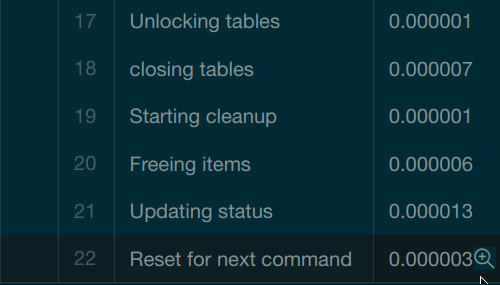 17 Unlocking tables 0.000001
18 closing tables 0.000007
19 Starting cleanup 0.000001
20 Freeing items 0.000006
21 Updating status 0.000013
22 Reset for next command 0.000003